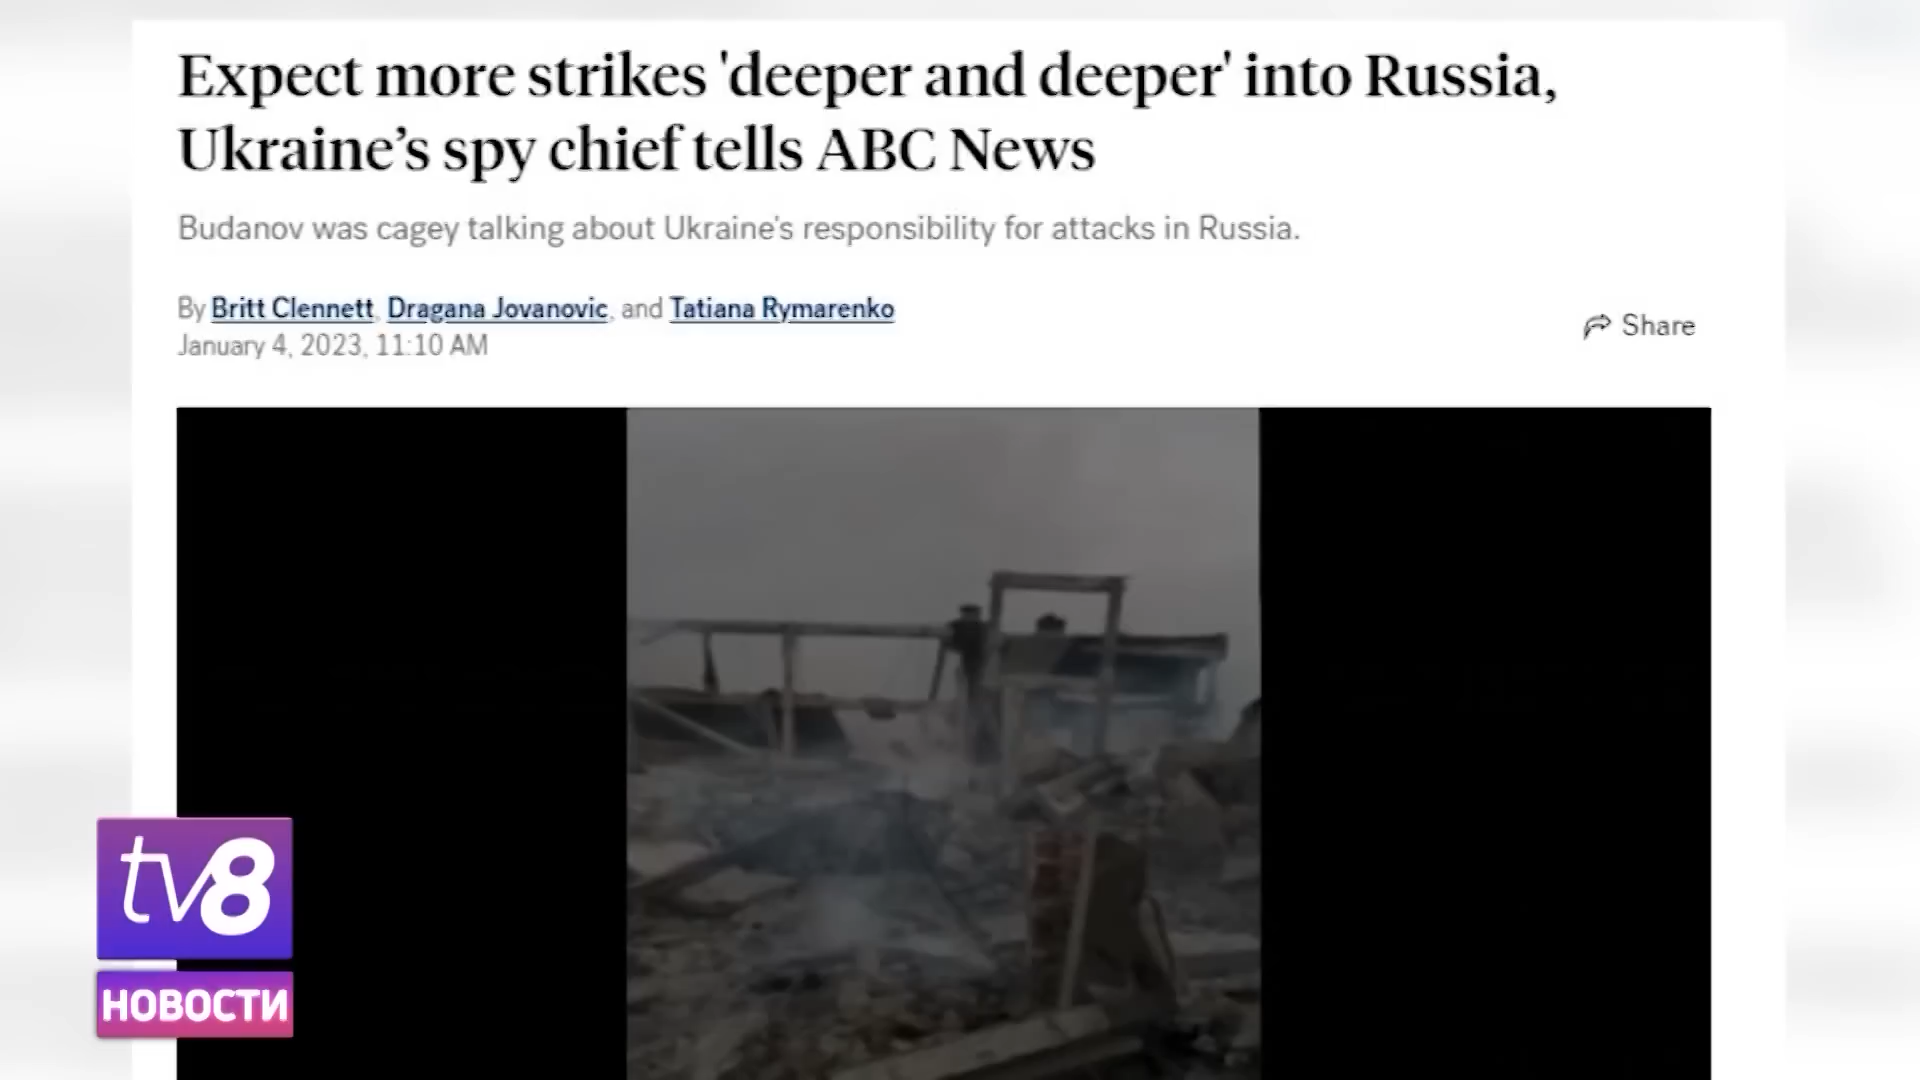 Expect more strikes 'deeper and deeper' into Russia,
Ukraine’s spy chief tells ABC News
Budanov was cagey talking about Ukraine's responsibility for attacks in Russia.
By Britt Clennett, Dragana Jovanovic, and Tatiana Rymarenko
January 4, 2023, 11:10 AM
Share
tv8
НОВОСТИ